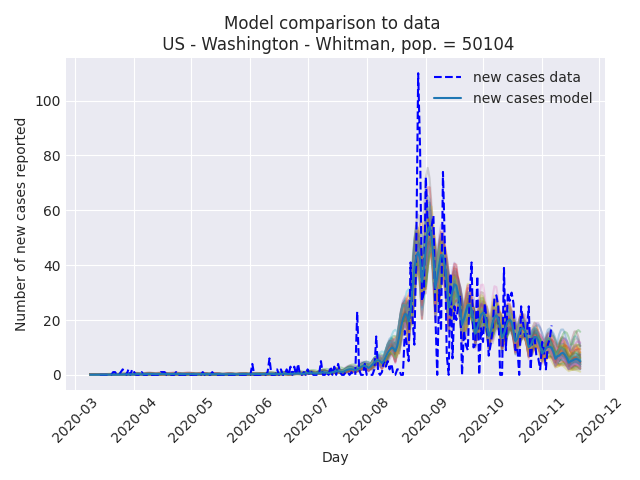 Model comparison to data
US - Washington - Whitman, pop. = 50104
new cases data
new cases model
Number of new cases reported
100
80
60
40
20
0
2020-03
2020-04
2020-05
2020-06
2020-07
2020-08
2020-09
2020-10
2020-11
2020-12
Day